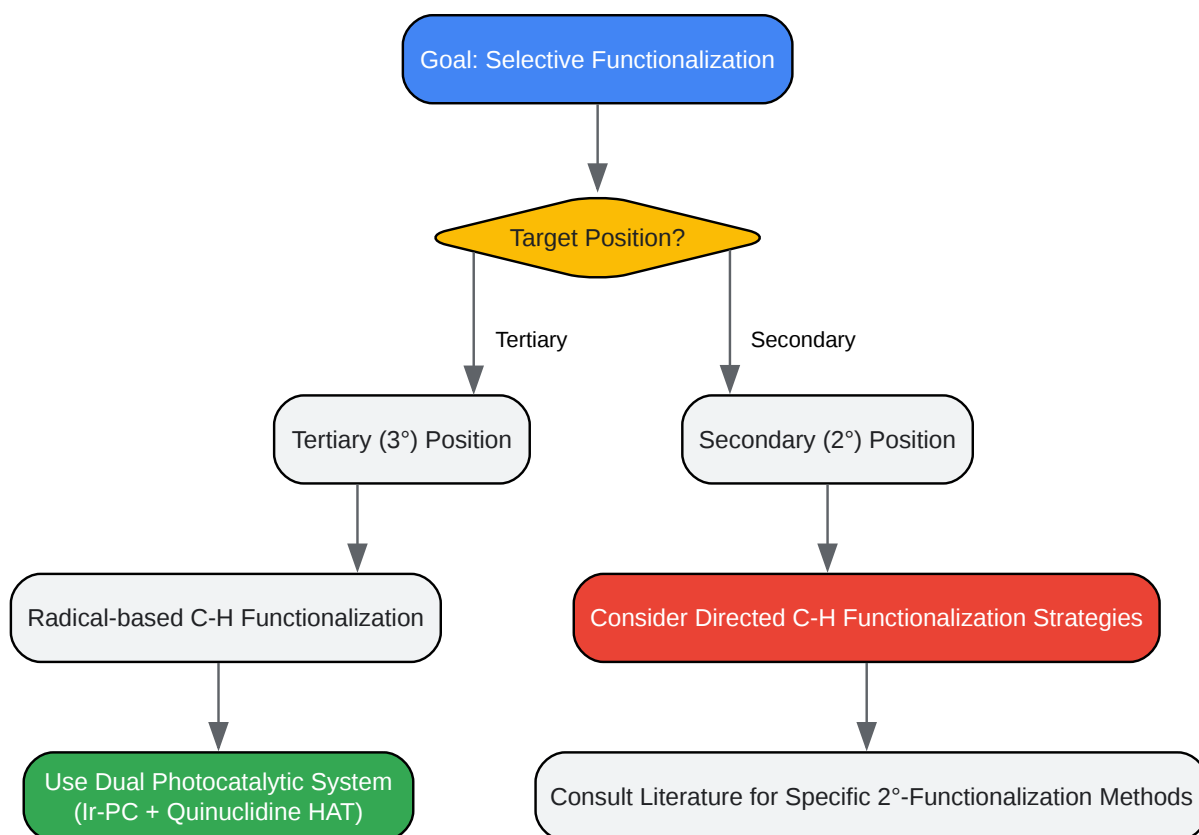 Goal: Selective Functionalization
Target Position?
Tertiary
Secondary
Tertiary (3°) Position
Secondary (2°) Position
Radical-based C-H Functionalization
Consider Directed C-H Functionalization Strategies
Use Dual Photocatalytic System
(Ir-PC + Quinuclidine HAT)
Consult Literature for Specific 2°-Functionalization Methods